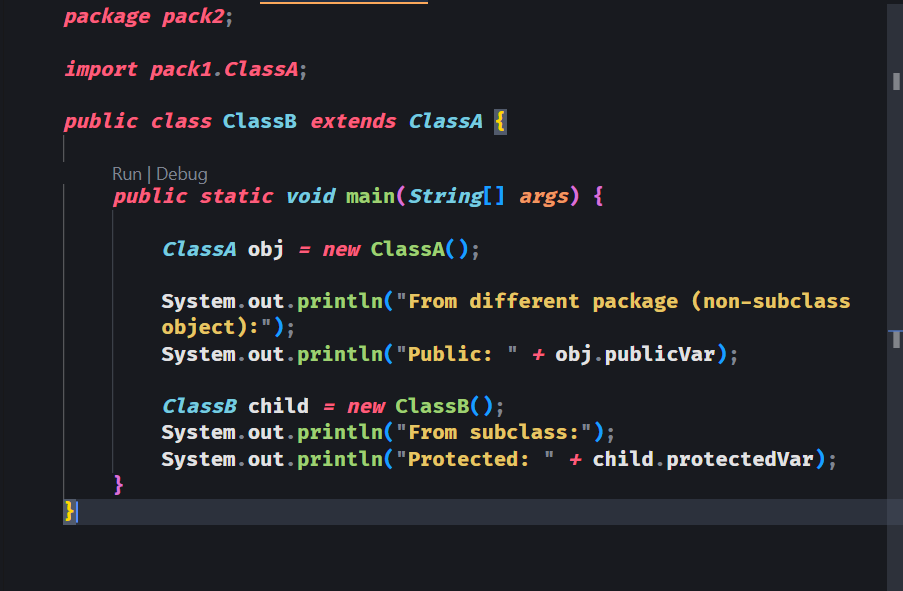 package pack2;
import pack1.ClassA;
public class ClassB extends ClassA {
Run | Debug
public static void main(String[] args) {
ClassA obj = new ClassA();
System.out.println("From different package (non-subclass
object):");
System.out.println("Public: " + obj.publicVar);
ClassB child = new ClassB();
System.out.println("From subclass:");
System.out.println("Protected: " + child.protectedVar);
}
}